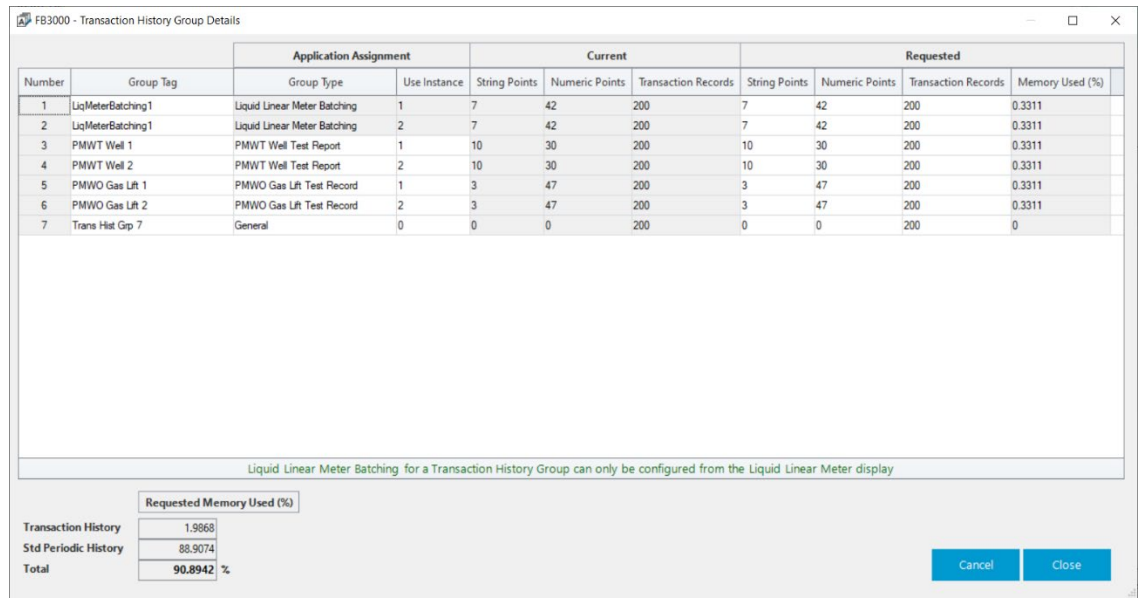 FB3000 - Transaction History Group Details
Application Assignment Current Requested
Number Group Tag Group Type Use Instance String Points Numeric Points Transaction Records String Points Numeric Points Transaction Records Memory Used (%)
1 LiqMeterBatching1 Liquid Linear Meter Batching 1 7 42 200 7 42 200 0.3311
2 LiqMeterBatching1 Liquid Linear Meter Batching 2 7 42 200 7 42 200 0.3311
3 PMWT Well 1 PMWT Well Test Report 1 10 30 200 10 30 200 0.3311
4 PMWT Well 2 PMWT Well Test Report 2 10 30 200 10 30 200 0.3311
5 PMWO Gas Lift 1 PMWO Gas Lift Test Record 1 3 47 200 3 47 200 0.3311
6 PMWO Gas Lift 2 PMWO Gas Lift Test Record 2 3 47 200 3 47 200 0.3311
7 Trans Hist Grp 7 General 0 0 0 200 0 0 200 0
Liquid Linear Meter Batching for a Transaction History Group can only be configured from the Liquid Linear Meter display
Requested Memory Used (%)
Transaction History 1.9868
Std Periodic History 88.9074
Total 90.8942 %
Cancel Close